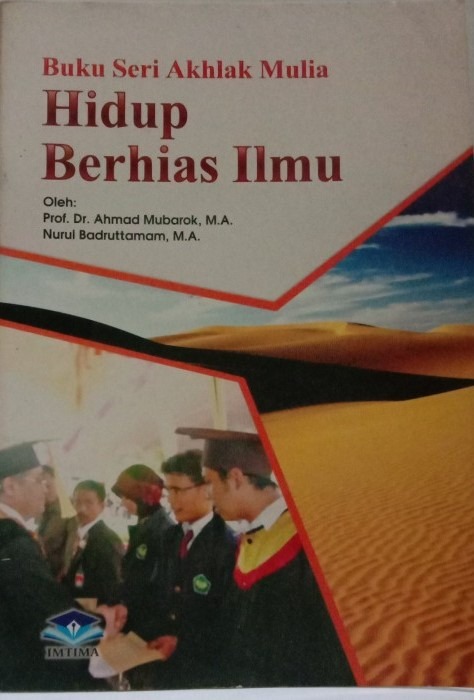 Buku Seri Akhlak Mulia
Hidup
Berhias Ilmu
Oleh:
Prof. Dr. Ahmad Mubarok, M.A.
Nurul Badruttamam, M.A.
IMTIMA